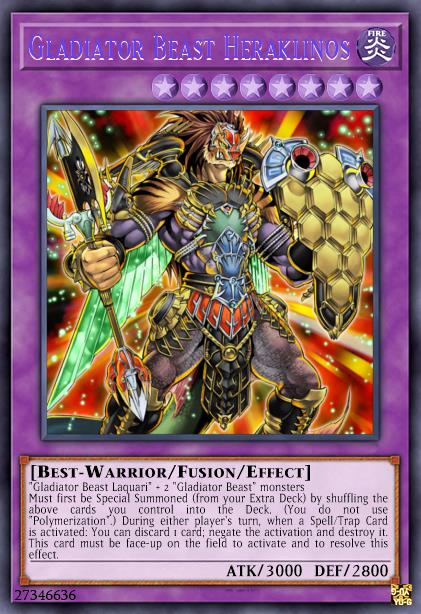 GLADIATOR BEAST HERAKLINOS
FIRE
炎
[BEST-WARRIOR/FUSION/EFFECT]
"Gladiator Beast Laquari" + 2 "Gladiator Beast" monsters
Must first be Special Summoned (from your Extra Deck) by shuffling the
above cards you control into the Deck. (You do not use
"Polymerization".) During either player's turn, when a Spell/Trap Card
is activated: You can discard 1 card; negate the activation and destroy it.
This card must be face-up on the field to activate and to resolve this
effect.
ATK/3000 DEF/2800
27346636